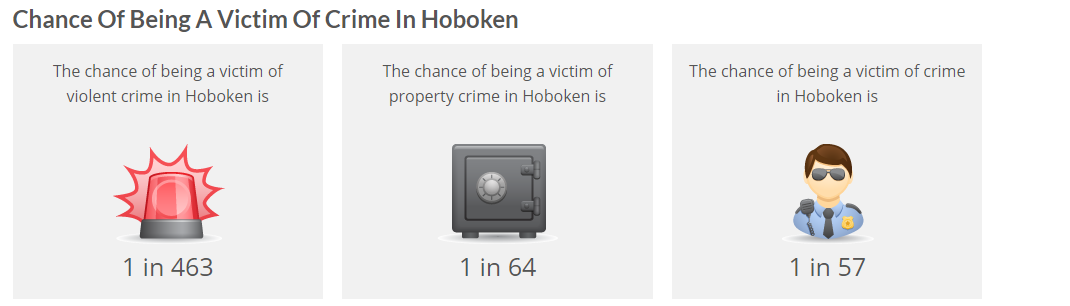 Chance Of Being A Victim Of Crime In Hoboken
The chance of being a victim of
violent crime in Hoboken is
1 in 463
The chance of being a victim of
property crime in Hoboken is
1 in 64
The chance of being a victim of crime
in Hoboken is
1 in 57